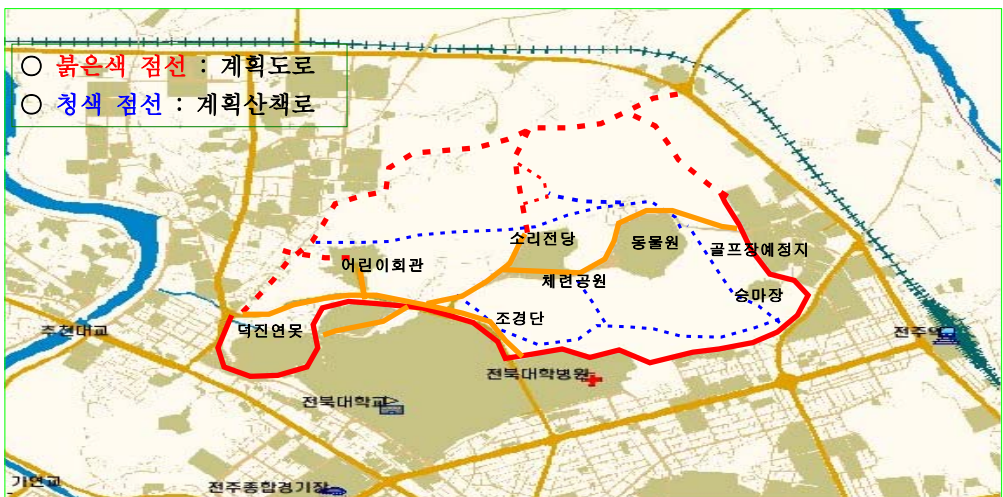 ○ 붉은색 점선 : 계획도로
○ 청색 점선 : 계획산책로
소리전당
동물원
골프장예정지
어린이회관
체련공원
승마장
조경단
덕진연못
추천대교
전주역
전북대학병원
전북대학교
가련교
전주종합경기장